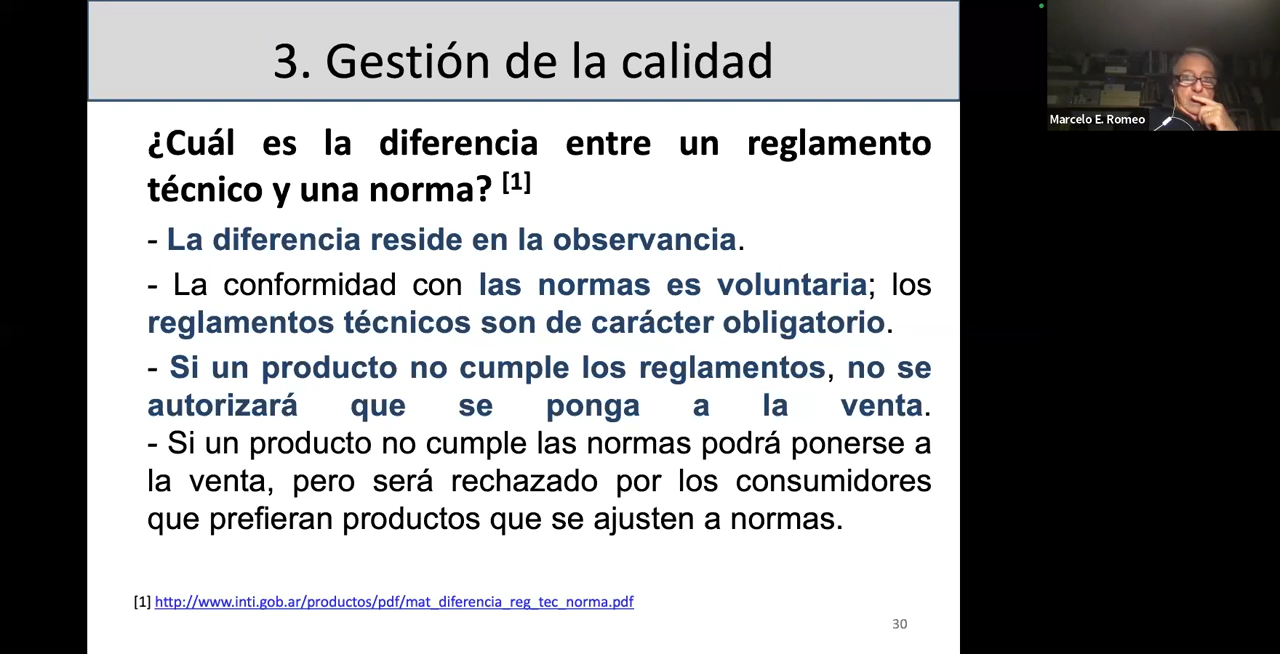 3. Gestión de la calidad
Marcelo E. Romeo
¿Cuál es la diferencia entre un reglamento
técnico y una norma? [1]
- La diferencia reside en la observancia.
- La conformidad con las normas es voluntaria; los
reglamentos técnicos son de carácter obligatorio.
- Si un producto no cumple los reglamentos, no se
autorizará que se ponga a la venta.
- Si un producto no cumple las normas podrá ponerse a
la venta, pero será rechazado por los consumidores
que prefieran productos que se ajusten a normas.
[1] http://www.inti.gob.ar/productos/pdf/mat_diferencia_reg_tec_norma.pdf
30